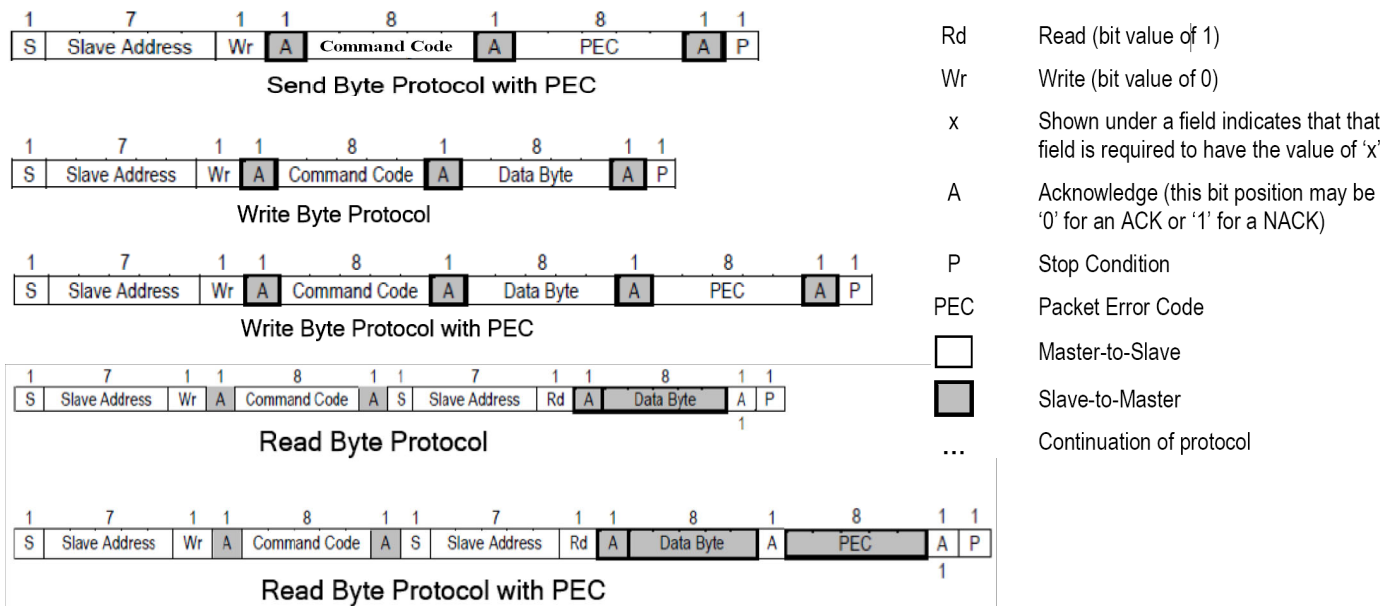 1 7 1 1 8 1 8 1 1
S Slave Address Wr A Command Code A PEC A P
Send Byte Protocol with PEC
1 7 1 1 8 1 8 1 1
S Slave Address Wr A Command Code A Data Byte A P
Write Byte Protocol
1 7 1 1 8 1 8 1 8 1 1
S Slave Address Wr A Command Code A Data Byte A PEC A P
Write Byte Protocol with PEC
1 7 1 1 8 1 1 7 1 1 8 1 1
S Slave Address Wr A Command Code A S Slave Address Rd A Data Byte A P
1
Read Byte Protocol
1 7 1 1 8 1 1 7 1 1 8 1 8 1 1
S Slave Address Wr A Command Code A S Slave Address Rd A Data Byte A PEC A P
1
Read Byte Protocol with PEC
Rd Read (bit value of 1)
Wr Write (bit value of 0)
x Shown under a field indicates that that
field is required to have the value of ‘x’
A Acknowledge (this bit position may be
‘0’ for an ACK or ‘1’ for a NACK)
P Stop Condition
PEC Packet Error Code
Master-to-Slave
Slave-to-Master
... Continuation of protocol